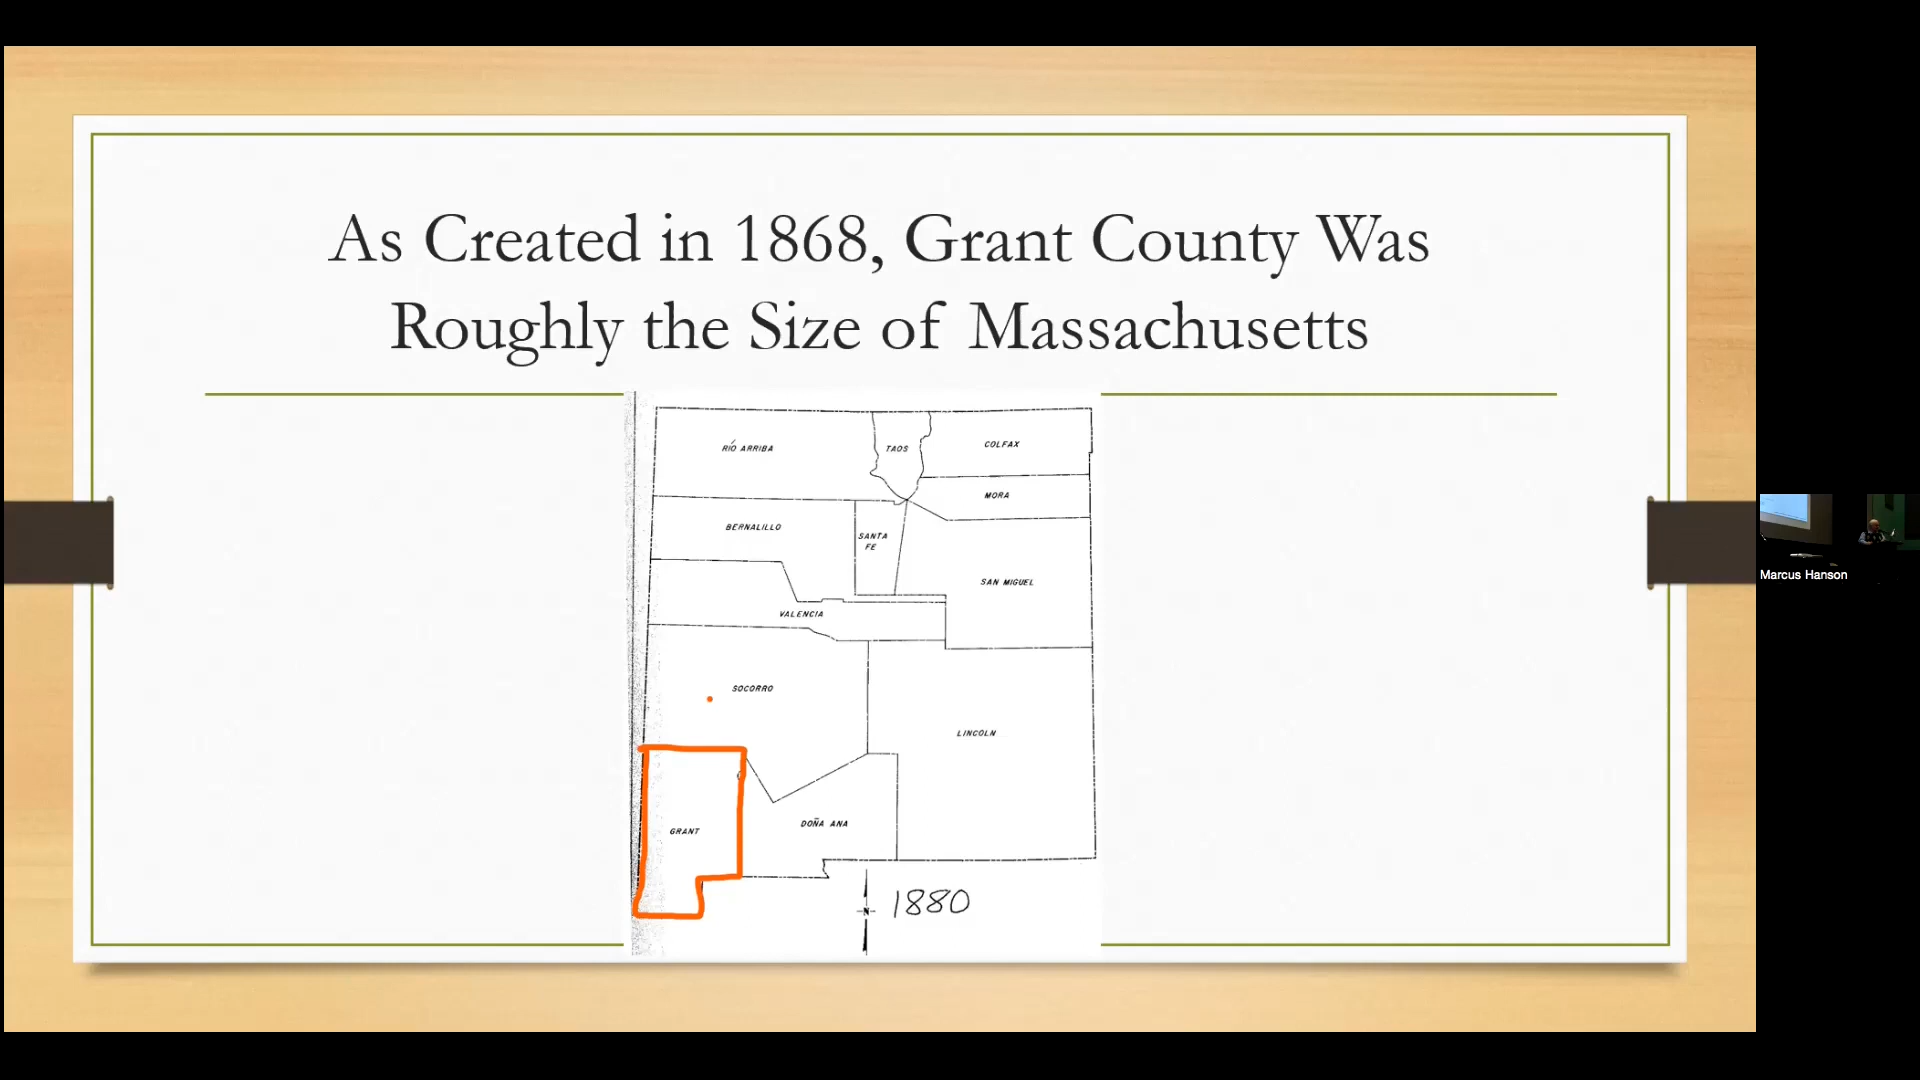 As Created in 1868, Grant County Was
Roughly the Size of Massachusetts
RÍO ARRIBA
TAOS
COLFAX
MORA
BERNALILLO
SANTA
FE
SAN MIGUEL
VALENCIA
SOCORRO
LINCOLN
GRANT
DOÑA ANA
N
1880
Marcus Hanson